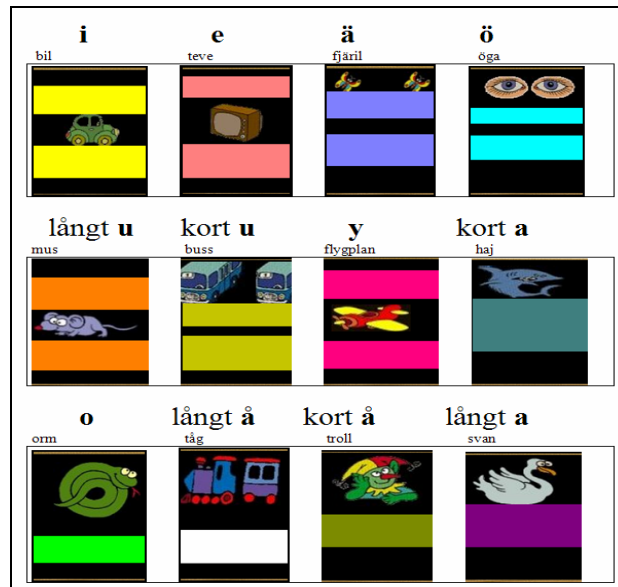 i e ä ö
bil teve fjäril öga
långt u kort u y kort a
mus buss flygplan haj
o långt å kort å långt a
orm tåg troll svan